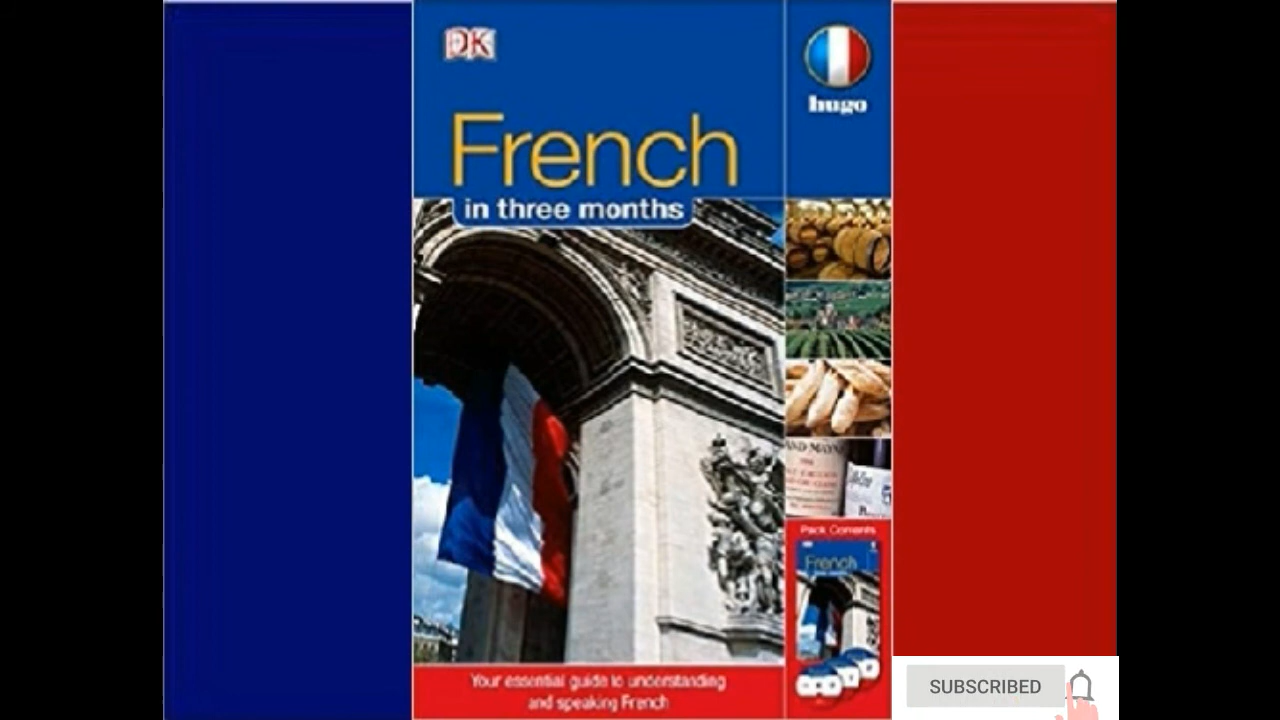 DK
hugo
French
in three months
Pack Contents
French
Your essential guide to understanding
and speaking French
SUBSCRIBED